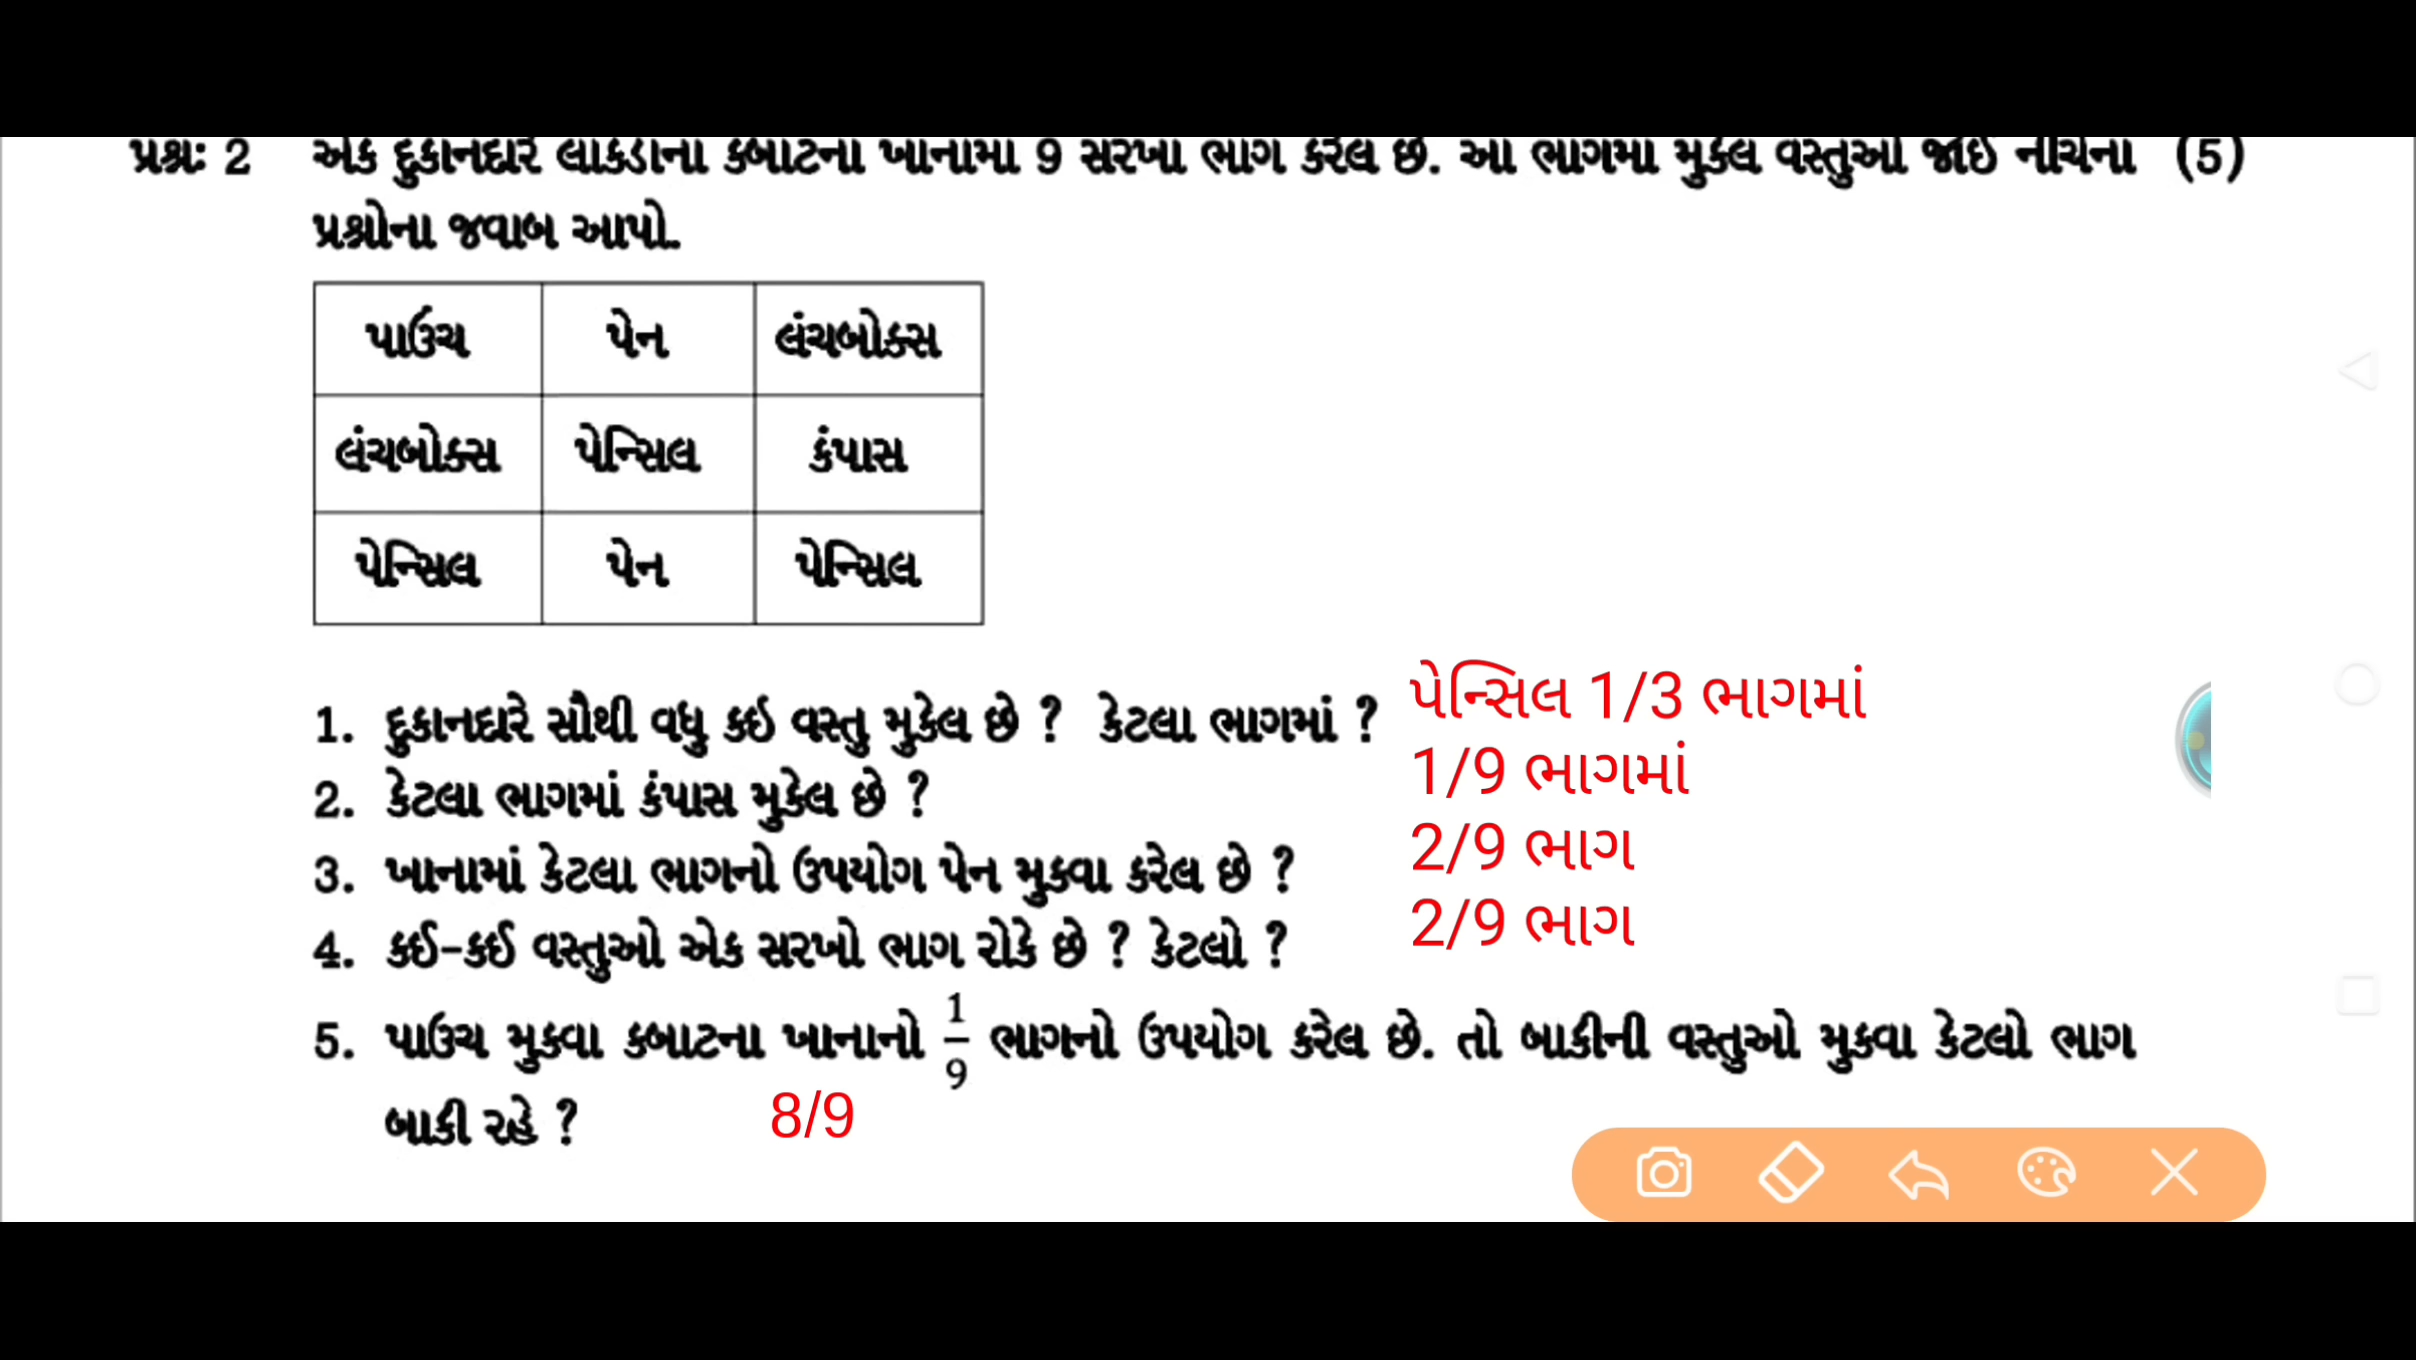 પ્રશ્ન: 2 એક દુકાનદારે લાકડાના કબાટના ખાનામાં 9 સરખા ભાગ કરેલ છે. આ ભાગમાં મુકેલ વસ્તુઓ જોઇ નીચેના (5)
પ્રશ્નોના જવાબ આપો.
પાઉચ પેન લંચબોક્સ
લંચબોક્સ પેન્સિલ કંપાસ
પેન્સિલ પેન પેન્સિલ
1. દુકાનદારે સૌથી વધુ કઇ વસ્તુ મુકેલ છે ? કેટલા ભાગમાં ? પેન્સિલ 1/3 ભાગમાં
2. કેટલા ભાગમાં કંપાસ મુકેલ છે ? 1/9 ભાગમાં
3. ખાનામાં કેટલા ભાગનો ઉપયોગ પેન મુકવા કરેલ છે ? 2/9 ભાગ
4. કઈ-કઈ વસ્તુઓ એક સરખો ભાગ રોકે છે ? કેટલો ? 2/9 ભાગ
5. પાઉચ મુકવા કબાટના ખાનાનો 1/9 ભાગનો ઉપયોગ કરેલ છે. તો બાકીની વસ્તુઓ મુકવા કેટલો ભાગ
બાકી રહે ? 8/9